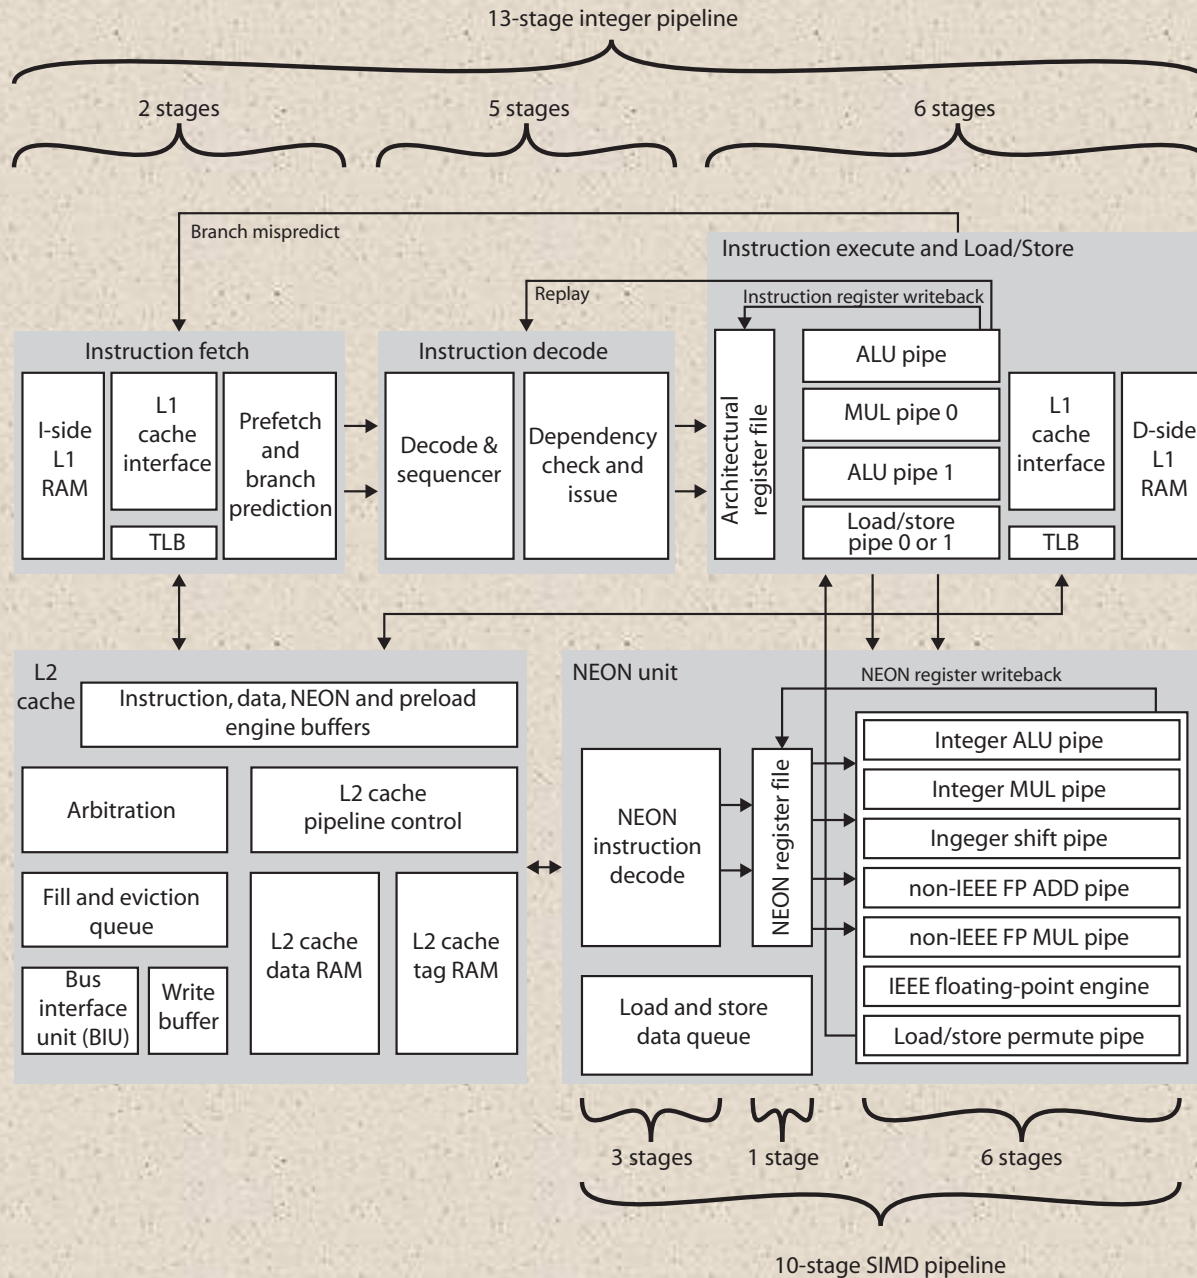 13-stage integer pipeline
2 stages
5 stages
6 stages
Branch mispredict
Instruction execute and Load/Store
Replay
Instruction register writeback
Instruction fetch
I-side
L1
RAM
L1
cache
interface
TLB
Prefetch
and
branch
prediction
Instruction decode
Decode &
sequencer
Dependency
check and
issue
Architectural
register file
ALU pipe
MUL pipe 0
ALU pipe 1
Load/store
pipe 0 or 1
L1
cache
interface
TLB
D-side
L1
RAM
L2
cache
Instruction, data, NEON and preload
engine buffers
Arbitration
L2 cache
pipeline control
Fill and eviction
queue
L2 cache
data RAM
L2 cache
tag RAM
Bus
interface
unit (BIU)
Write
buffer
NEON unit
NEON register writeback
NEON
instruction
decode
NEON register file
Integer ALU pipe
Integer MUL pipe
Ingeger shift pipe
non-IEEE FP ADD pipe
non-IEEE FP MUL pipe
IEEE floating-point engine
Load/store permute pipe
Load and store
data queue
3 stages
1 stage
6 stages
10-stage SIMD pipeline